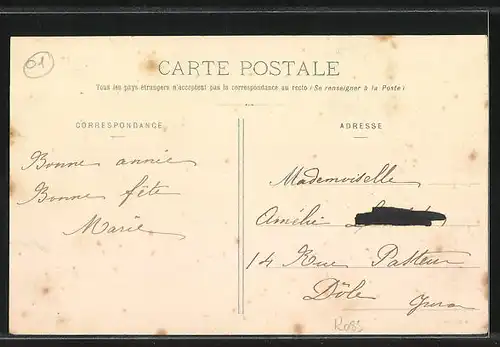 01
CARTE POSTALE
Tous les pays étrangers n'acceptent pas la correspondance au recto (Se renseigner à la Poste)
CORRESPONDANCE
Bonne année
Bonne fête
Marie
ADRESSE
Mademoiselle
Amélie
14 Rue Pasteur
Dôle Jura